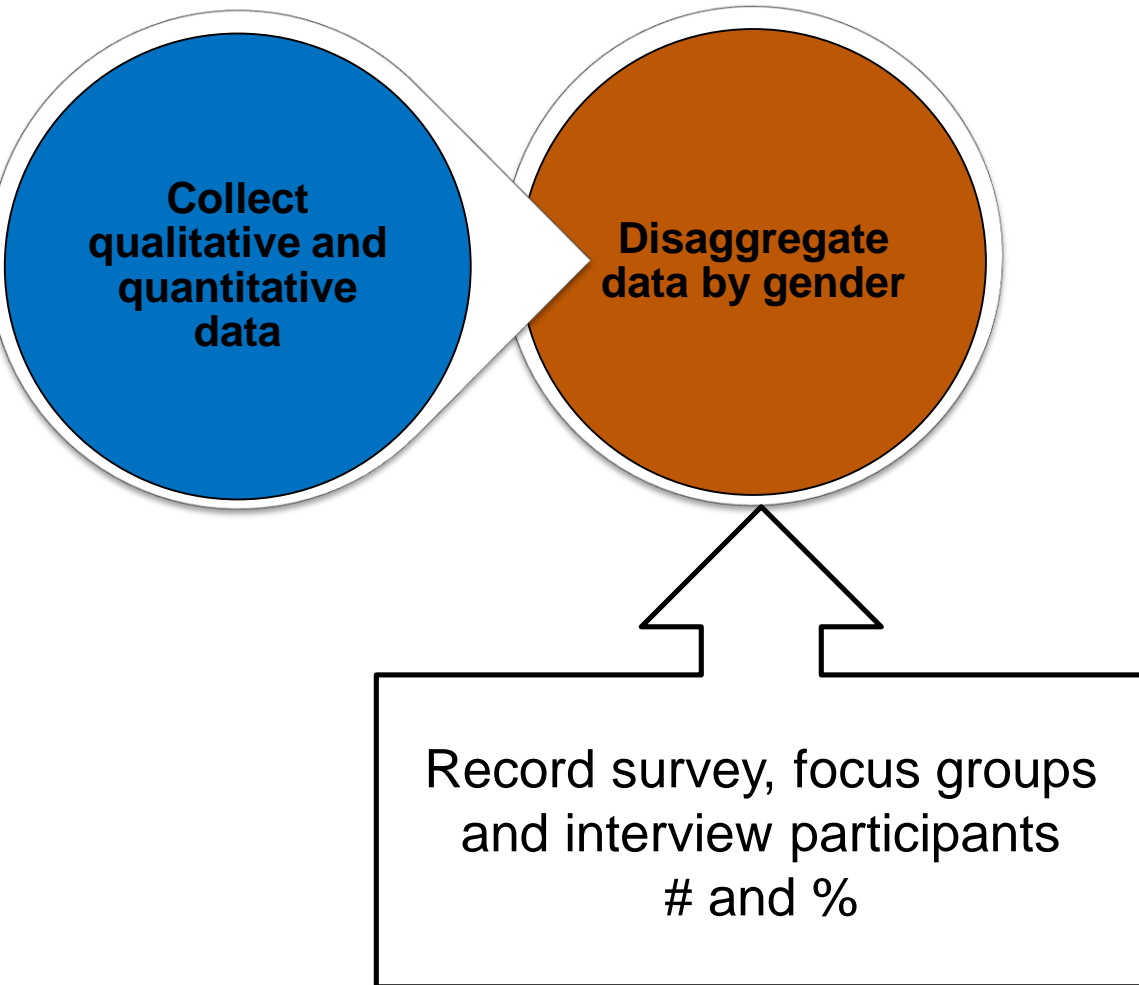 Collect
qualitative and
quantitative
data
Disaggregate
data by gender
Record survey, focus groups
and interview participants
# and %